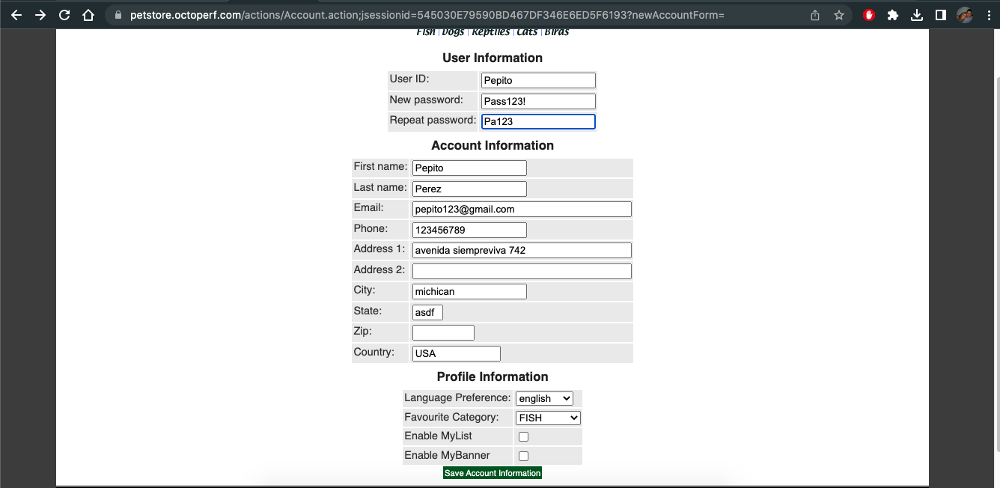 petstore.octoperf.com/actions/Account.action;jsessionid=545030E79590BD467DF346E6ED5F6193?newAccountForm=
Fish | Dogs | Reptiles | Cats | Birds
User Information
User ID: Pepito
New password: Pass123!
Repeat password: Pa123
Account Information
First name: Pepito
Last name: Perez
Email: pepito123@gmail.com
Phone: 123456789
Address 1: avenida siempreviva 742
Address 2:
City: michican
State: asdf
Zip:
Country: USA
Profile Information
Language Preference: english
Favourite Category: FISH
Enable MyList
Enable MyBanner
Save Account Information